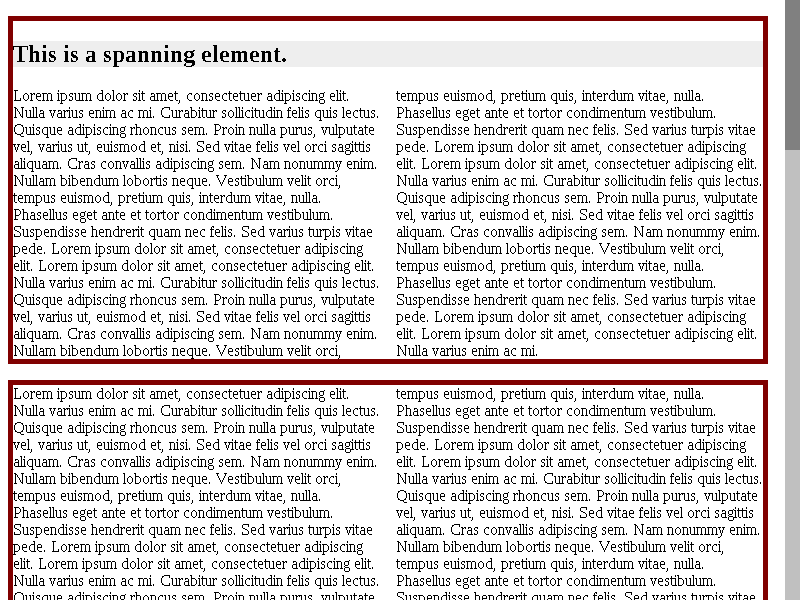 This is a spanning element.
Lorem ipsum dolor sit amet, consectetuer adipiscing elit.
Nulla varius enim ac mi. Curabitur sollicitudin felis quis lectus.
Quisque adipiscing rhoncus sem. Proin nulla purus, vulputate
vel, varius ut, euismod et, nisi. Sed vitae felis vel orci sagittis
aliquam. Cras convallis adipiscing sem. Nam nonummy enim.
Nullam bibendum lobortis neque. Vestibulum velit orci,
tempus euismod, pretium quis, interdum vitae, nulla.
Phasellus eget ante et tortor condimentum vestibulum.
Suspendisse hendrerit quam nec felis. Sed varius turpis vitae
pede. Lorem ipsum dolor sit amet, consectetuer adipiscing
elit. Lorem ipsum dolor sit amet, consectetuer adipiscing elit.
Nulla varius enim ac mi. Curabitur sollicitudin felis quis lectus.
Quisque adipiscing rhoncus sem. Proin nulla purus, vulputate
vel, varius ut, euismod et, nisi. Sed vitae felis vel orci sagittis
aliquam. Cras convallis adipiscing sem. Nam nonummy enim.
Nullam bibendum lobortis neque. Vestibulum velit orci,
tempus euismod, pretium quis, interdum vitae, nulla.
Phasellus eget ante et tortor condimentum vestibulum.
Suspendisse hendrerit quam nec felis. Sed varius turpis vitae
pede. Lorem ipsum dolor sit amet, consectetuer adipiscing
elit. Lorem ipsum dolor sit amet, consectetuer adipiscing elit.
Nulla varius enim ac mi. Curabitur sollicitudin felis quis lectus.
Quisque adipiscing rhoncus sem. Proin nulla purus, vulputate
vel, varius ut, euismod et, nisi. Sed vitae felis vel orci sagittis
aliquam. Cras convallis adipiscing sem. Nam nonummy enim.
Nullam bibendum lobortis neque. Vestibulum velit orci,
tempus euismod, pretium quis, interdum vitae, nulla.
Phasellus eget ante et tortor condimentum vestibulum.
Suspendisse hendrerit quam nec felis. Sed varius turpis vitae
pede. Lorem ipsum dolor sit amet, consectetuer adipiscing
elit. Lorem ipsum dolor sit amet, consectetuer adipiscing elit.
Nulla varius enim ac mi.
Lorem ipsum dolor sit amet, consectetuer adipiscing elit.
Nulla varius enim ac mi. Curabitur sollicitudin felis quis lectus.
Quisque adipiscing rhoncus sem. Proin nulla purus, vulputate
vel, varius ut, euismod et, nisi. Sed vitae felis vel orci sagittis
aliquam. Cras convallis adipiscing sem. Nam nonummy enim.
Nullam bibendum lobortis neque. Vestibulum velit orci,
tempus euismod, pretium quis, interdum vitae, nulla.
Phasellus eget ante et tortor condimentum vestibulum.
Suspendisse hendrerit quam nec felis. Sed varius turpis vitae
pede. Lorem ipsum dolor sit amet, consectetuer adipiscing
elit. Lorem ipsum dolor sit amet, consectetuer adipiscing elit.
Nulla varius enim ac mi. Curabitur sollicitudin felis quis lectus.
Quisque adipiscing rhoncus sem. Proin nulla purus, vulputate
tempus euismod, pretium quis, interdum vitae, nulla.
Phasellus eget ante et tortor condimentum vestibulum.
Suspendisse hendrerit quam nec felis. Sed varius turpis vitae
pede. Lorem ipsum dolor sit amet, consectetuer adipiscing
elit. Lorem ipsum dolor sit amet, consectetuer adipiscing elit.
Nulla varius enim ac mi. Curabitur sollicitudin felis quis lectus.
Quisque adipiscing rhoncus sem. Proin nulla purus, vulputate
vel, varius ut, euismod et, nisi. Sed vitae felis vel orci sagittis
aliquam. Cras convallis adipiscing sem. Nam nonummy enim.
Nullam bibendum lobortis neque. Vestibulum velit orci,
tempus euismod, pretium quis, interdum vitae, nulla.
Phasellus eget ante et tortor condimentum vestibulum.
Suspendisse hendrerit quam nec felis. Sed varius turpis vitae